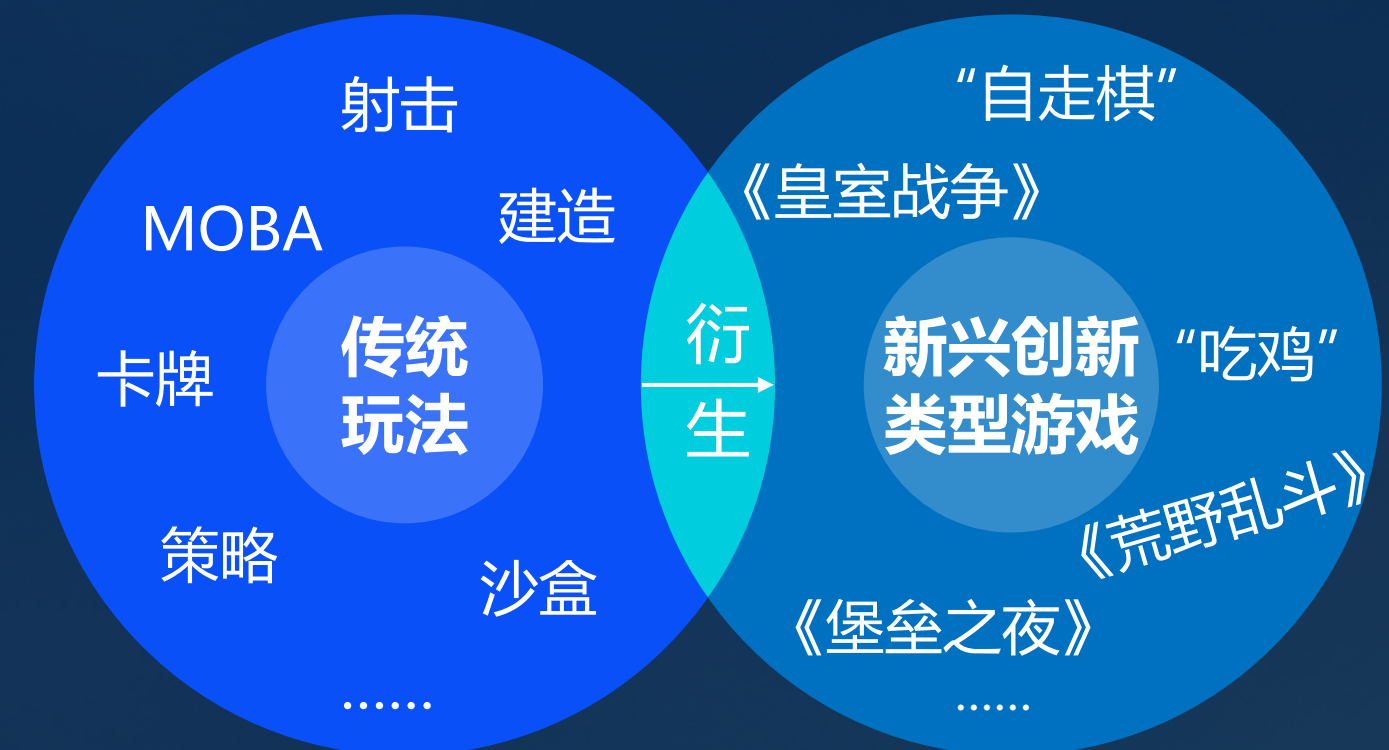 射击
MOBA
建造
传统
玩法
卡牌
策略
沙盒
……
衍
生
“自走棋”
《皇室战争》
新兴创新
类型游戏
“吃鸡”
《荒野乱斗》
《堡垒之夜》
……